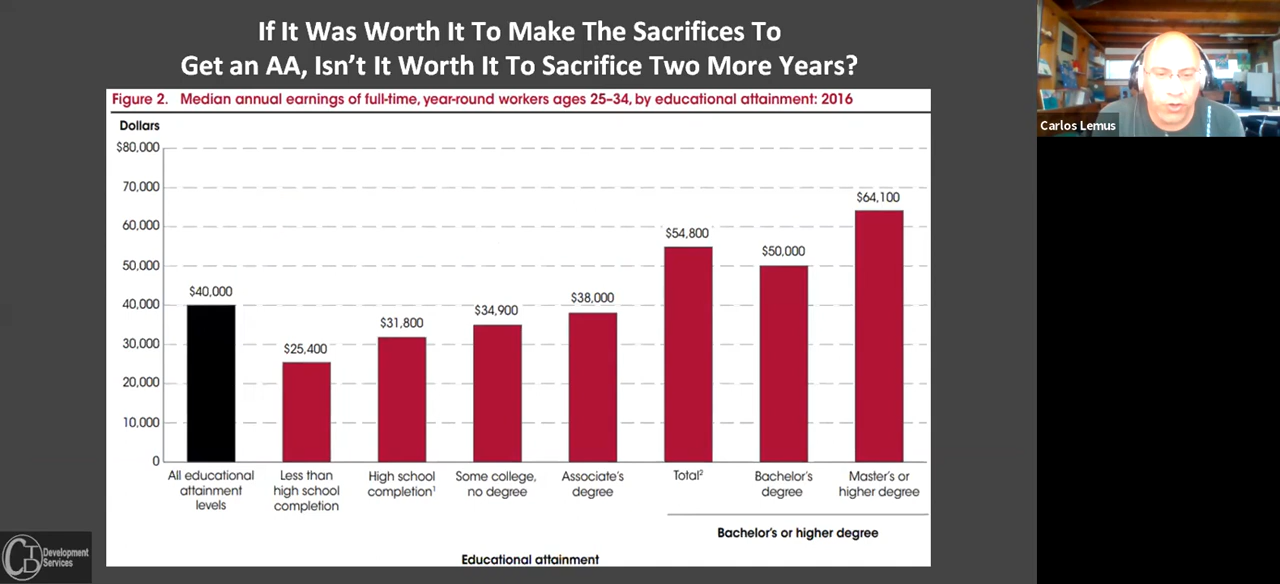 If It Was Worth It To Make The Sacrifices To
Get an AA, Isn't It Worth It To Sacrifice Two More Years?
Figure 2. Median annual earnings of full-time, year-round workers ages 25–34, by educational attainment: 2016
Dollars
$80,000
70,000
60,000
50,000
40,000
30,000
20,000
10,000
0
$40,000
$25,400
$31,800
$34,900
$38,000
$54,800
$50,000
$64,100
All educational
attainment
levels
Less than
high school
completion
High school
completion¹
Some college,
no degree
Associate's
degree
Total²
Bachelor's
degree
Master's or
higher degree
Bachelor's or higher degree
Educational attainment
Carlos Lemus
CTD
Development
Services